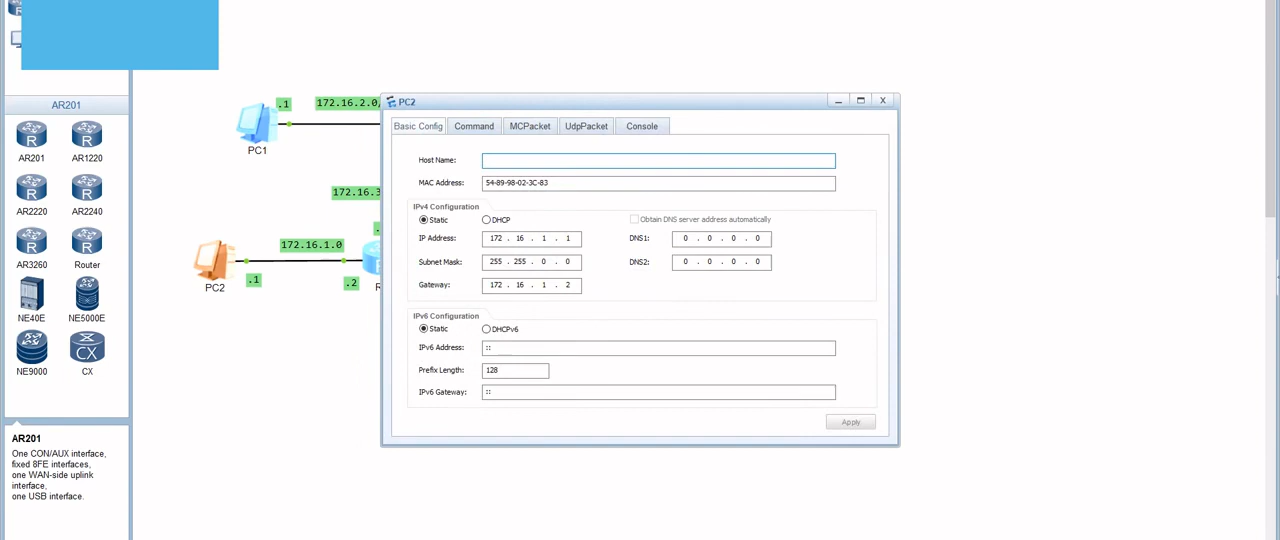 AR201
AR201
AR1220
AR2220
AR2240
AR3260
Router
NE40E
NE5000E
NE9000
CX
CX
AR201
One CON/AUX interface,
fixed 8FE interfaces,
one WAN-side uplink
interface,
one USB interface.
.1
172.16.2.0
PC1
172.16.3
172.16.1.0
PC2
.1
.2
PC2
Basic Config
Command
MCPacket
UdpPacket
Console
Host Name:
MAC Address: 54-89-98-02-3C-83
IPv4 Configuration
Static DHCP Obtain DNS server address automatically
IP Address: 172 . 16 . 1 . 1 DNS1: 0 . 0 . 0 . 0
Subnet Mask: 255 . 255 . 0 . 0 DNS2: 0 . 0 . 0 . 0
Gateway: 172 . 16 . 1 . 2
IPv6 Configuration
Static DHCPv6
IPv6 Address: ::
Prefix Length: 128
IPv6 Gateway: ::
Apply